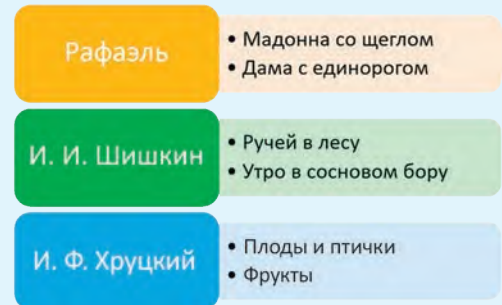 Рафаэль
• Мадонна со щеглом
• Дама с единорогом
И. И. Шишкин
• Ручей в лесу
• Утро в сосновом бору
И. Ф. Хруцкий
• Плоды и птички
• Фрукты